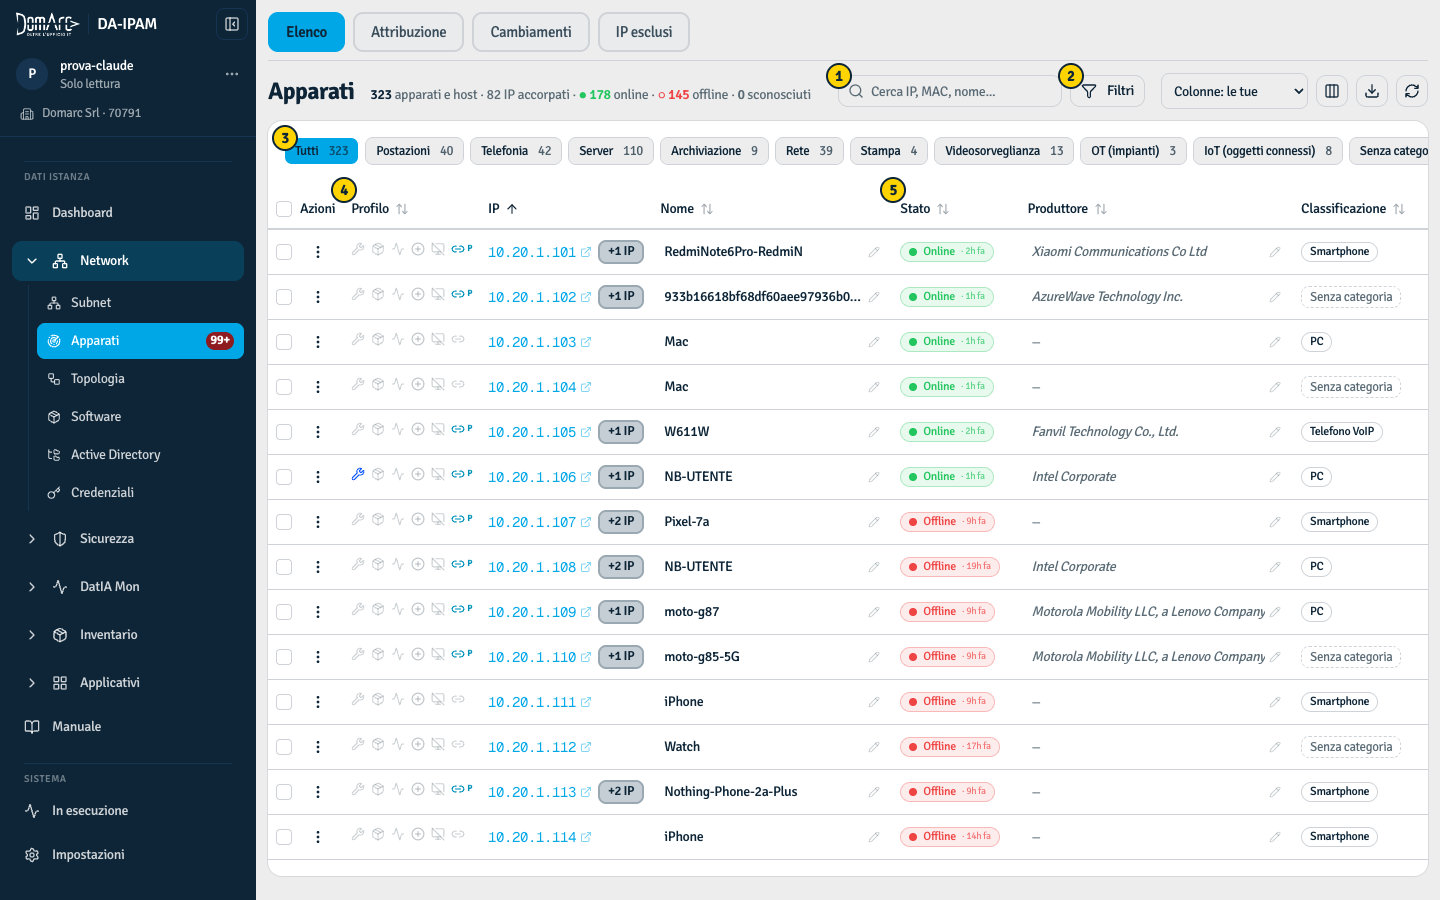 DomArc
OLTRE L'UFFICIO IT
DA-IPAM
P
prova-claude
Solo lettura
Domarc Srl · 70791
DATI ISTANZA
Dashboard
Network
Subnet
Apparati 99+
Topologia
Software
Active Directory
Credenziali
Sicurezza
DatIA Mon
Inventario
Applicativi
Manuale
SISTEMA
In esecuzione
Impostazioni
Elenco Attribuzione Cambiamenti IP esclusi
Apparati 323 apparati e host · 82 IP accorpati · 178 online · 145 offline · 0 sconosciuti
1 Cerca IP, MAC, nome... 2 Filtri Colonne: le tue
3 Tutti 323 Postazioni 40 Telefonia 42 Server 110 Archiviazione 9 Rete 39 Stampa 4 Videosorveglianza 13 OT (impianti) 3 IoT (oggetti connessi) 8 Senza catego
4 5
Azioni Profilo IP Nome Stato Produttore Classificazione
P 10.20.1.101 +1 IP RedmiNote6Pro-RedmiN Online · 2h fa Xiaomi Communications Co Ltd Smartphone
P 10.20.1.102 +1 IP 933b16618bf68df60aee97936b0... Online · 1h fa AzureWave Technology Inc. Senza categoria
10.20.1.103 Mac Online · 1h fa — PC
10.20.1.104 Mac Online · 1h fa — Senza categoria
P 10.20.1.105 +1 IP W611W Online · 2h fa Fanvil Technology Co., Ltd. Telefono VoIP
P 10.20.1.106 +1 IP NB-UTENTE Online · 1h fa Intel Corporate PC
P 10.20.1.107 +2 IP Pixel-7a Offline · 9h fa — Smartphone
P 10.20.1.108 +2 IP NB-UTENTE Offline · 19h fa Intel Corporate PC
P 10.20.1.109 +1 IP moto-g87 Offline · 9h fa Motorola Mobility LLC, a Lenovo Company PC
P 10.20.1.110 +1 IP moto-g85-5G Offline · 9h fa Motorola Mobility LLC, a Lenovo Company Senza categoria
10.20.1.111 iPhone Offline · 9h fa — Smartphone
10.20.1.112 Watch Offline · 17h fa — Senza categoria
P 10.20.1.113 +2 IP Nothing-Phone-2a-Plus Offline · 9h fa — Smartphone
10.20.1.114 iPhone Offline · 14h fa — Smartphone